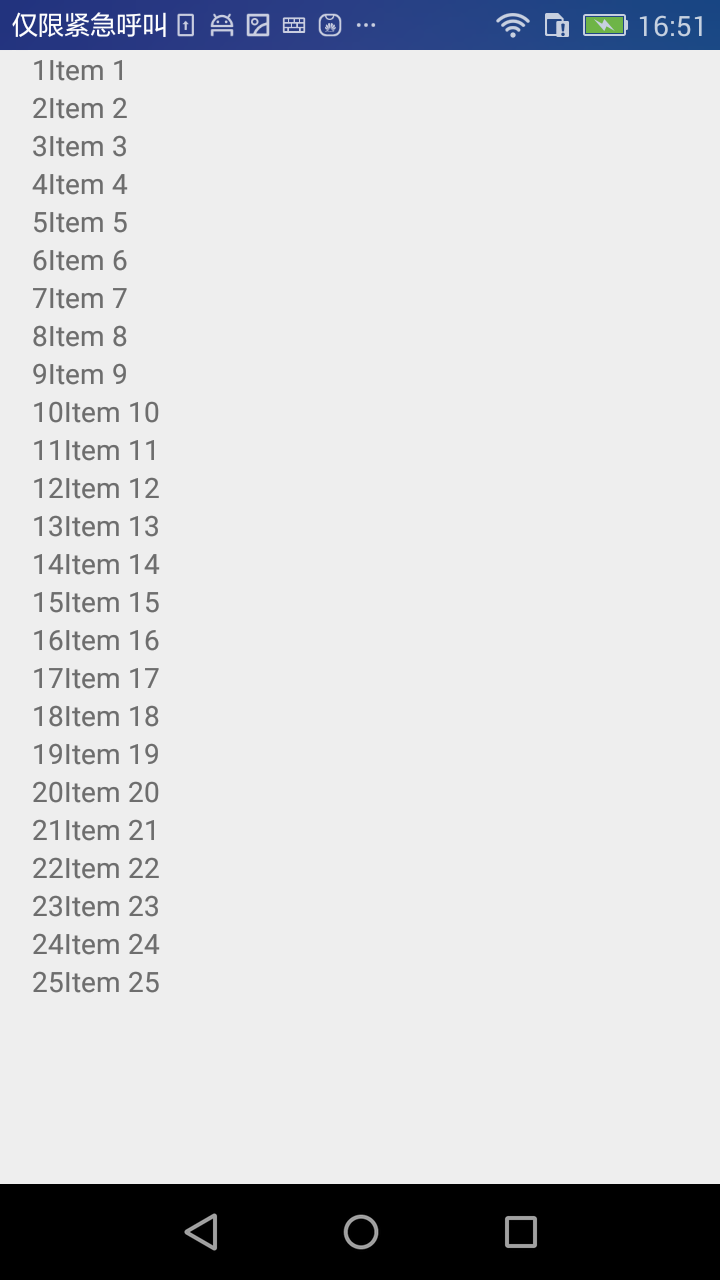 仅限紧急呼叫 16:51
1Item 1
2Item 2
3Item 3
4Item 4
5Item 5
6Item 6
7Item 7
8Item 8
9Item 9
10Item 10
11Item 11
12Item 12
13Item 13
14Item 14
15Item 15
16Item 16
17Item 17
18Item 18
19Item 19
20Item 20
21Item 21
22Item 22
23Item 23
24Item 24
25Item 25